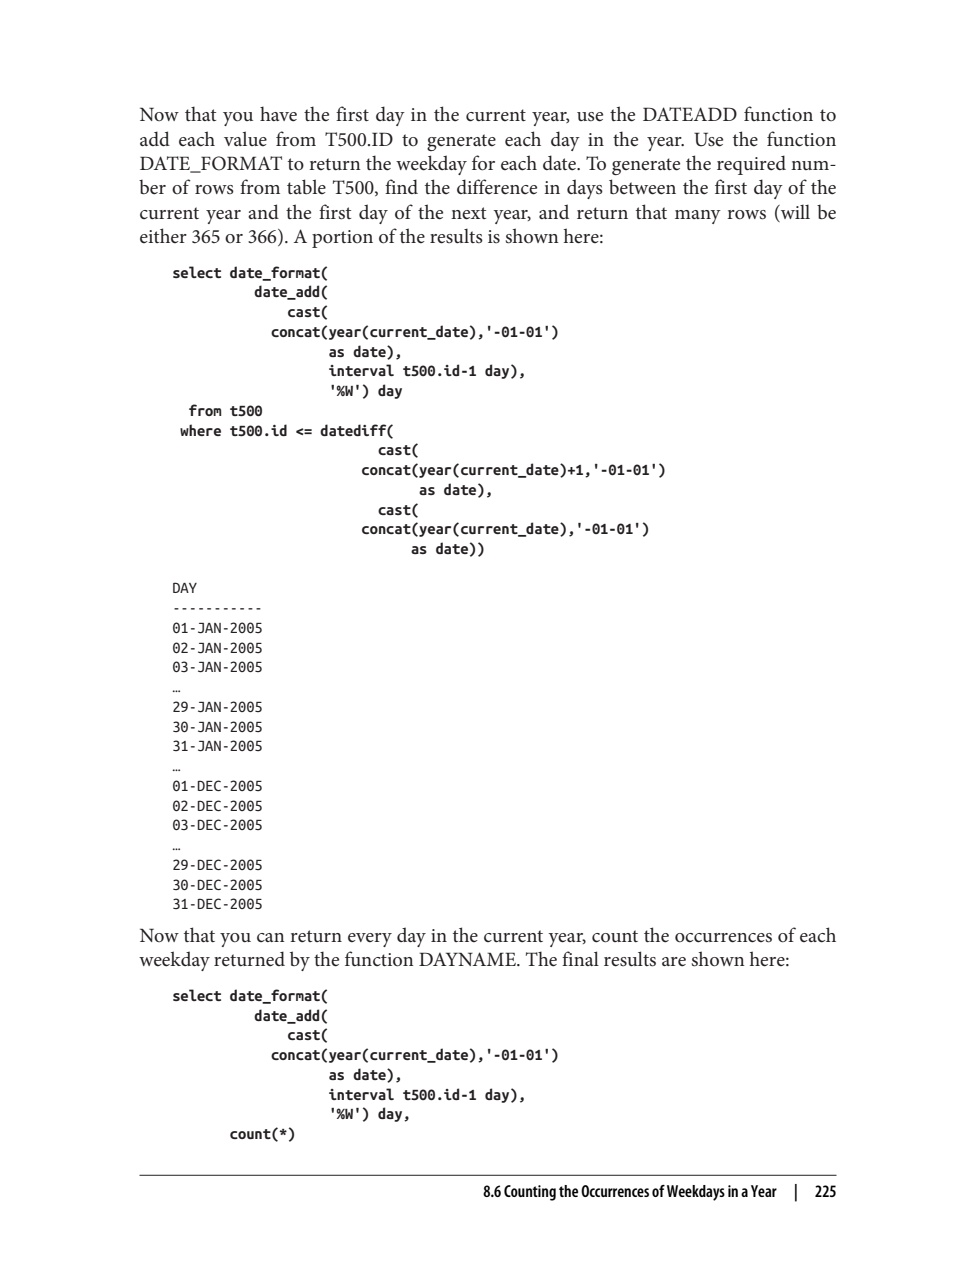 Now that you have the first day in the current year, use the DATEADD function to
add each value from T500.ID to generate each day in the year. Use the function
DATE_FORMAT to return the weekday for each date. To generate the required num-
ber of rows from table T500, find the difference in days between the first day of the
current year and the first day of the next year, and return that many rows (will be
either 365 or 366). A portion of the results is shown here:
select date_format(
date_add(
cast(
concat(year(current_date),'-01-01')
as date),
interval t500.id-1 day),
'%W') day
from t500
where t500.id <= datediff(
cast(
concat(year(current_date)+1,'-01-01')
as date),
cast(
concat(year(current_date),'-01-01')
as date))
DAY
-----------
01-JAN-2005
02-JAN-2005
03-JAN-2005
…
29-JAN-2005
30-JAN-2005
31-JAN-2005
…
01-DEC-2005
02-DEC-2005
03-DEC-2005
…
29-DEC-2005
30-DEC-2005
31-DEC-2005
Now that you can return every day in the current year, count the occurrences of each
weekday returned by the function DAYNAME. The final results are shown here:
select date_format(
date_add(
cast(
concat(year(current_date),'-01-01')
as date),
interval t500.id-1 day),
'%W') day,
count(*)
8.6 Counting the Occurrences of Weekdays in a Year | 225